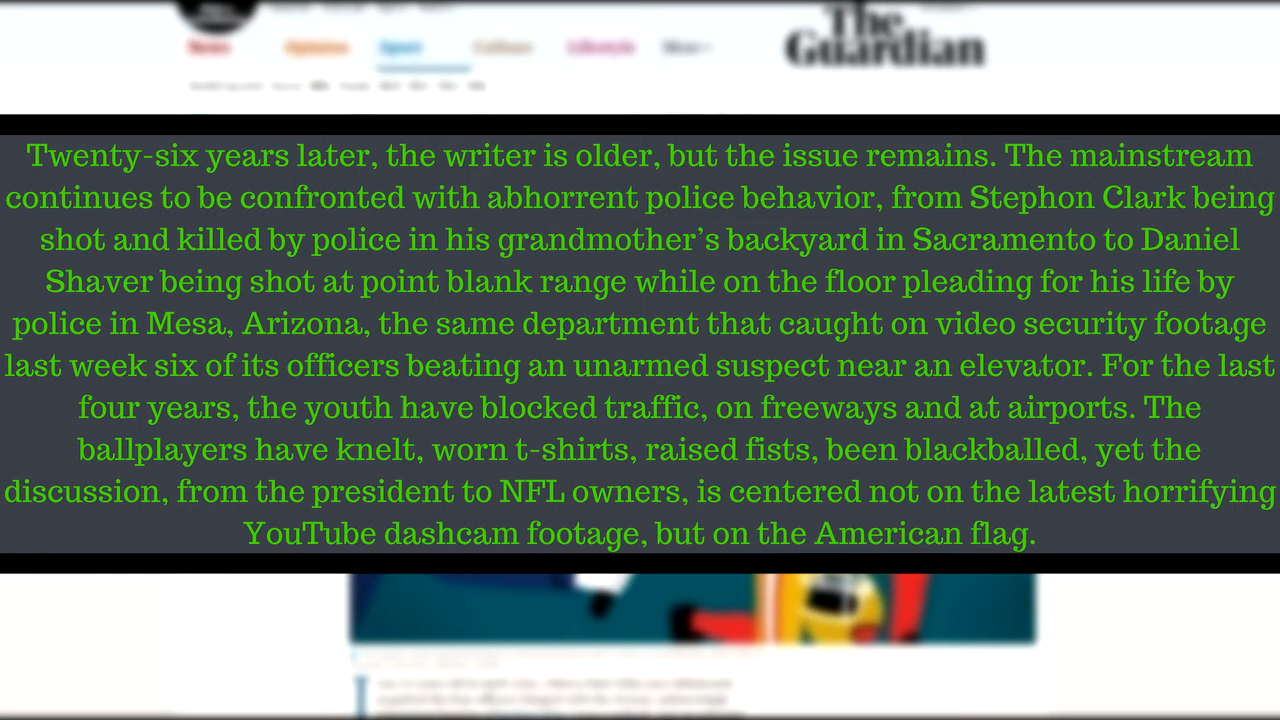 News Opinion Sport Culture Lifestyle More
The
Guardian
Twenty-six years later, the writer is older, but the issue remains. The mainstream
continues to be confronted with abhorrent police behavior, from Stephon Clark being
shot and killed by police in his grandmother’s backyard in Sacramento to Daniel
Shaver being shot at point blank range while on the floor pleading for his life by
police in Mesa, Arizona, the same department that caught on video security footage
last week six of its officers beating an unarmed suspect near an elevator. For the last
four years, the youth have blocked traffic, on freeways and at airports. The
ballplayers have knelt, worn t-shirts, raised fists, been blackballed, yet the
discussion, from the president to NFL owners, is centered not on the latest horrifying
YouTube dashcam footage, but on the American flag.